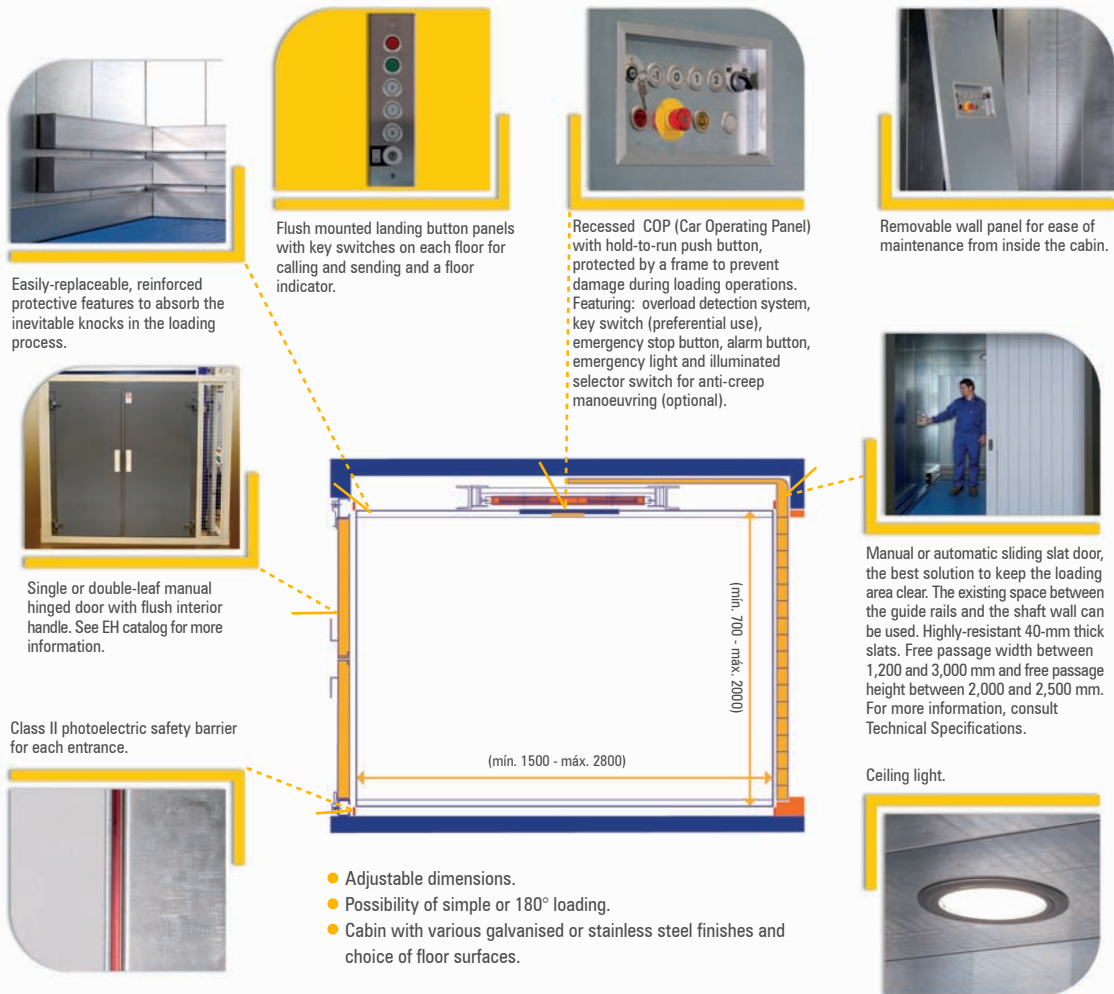 Easily-replaceable, reinforced
protective features to absorb the
inevitable knocks in the loading
process.
Flush mounted landing button panels
with key switches on each floor for
calling and sending and a floor
indicator.
Recessed COP (Car Operating Panel)
with hold-to-run push button,
protected by a frame to prevent
damage during loading operations.
Featuring: overload detection system,
key switch (preferential use),
emergency stop button, alarm button,
emergency light and illuminated
selector switch for anti-creep
manoeuvring (optional).
-1 0 1 2
Removable wall panel for ease of
maintenance from inside the cabin.
Single or double-leaf manual
hinged door with flush interior
handle. See EH catalog for more
information.
Manual or automatic sliding slat door,
the best solution to keep the loading
area clear. The existing space between
the guide rails and the shaft wall can
be used. Highly-resistant 40-mm thick
slats. Free passage width between
1,200 and 3,000 mm and free passage
height between 2,000 and 2,500 mm.
For more information, consult
Technical Specifications.
Class II photoelectric safety barrier
for each entrance.
(mín. 700 - máx. 2000)
(mín. 1500 - máx. 2800)
Ceiling light.
Adjustable dimensions.
Possibility of simple or 180° loading.
Cabin with various galvanised or stainless steel finishes and
choice of floor surfaces.